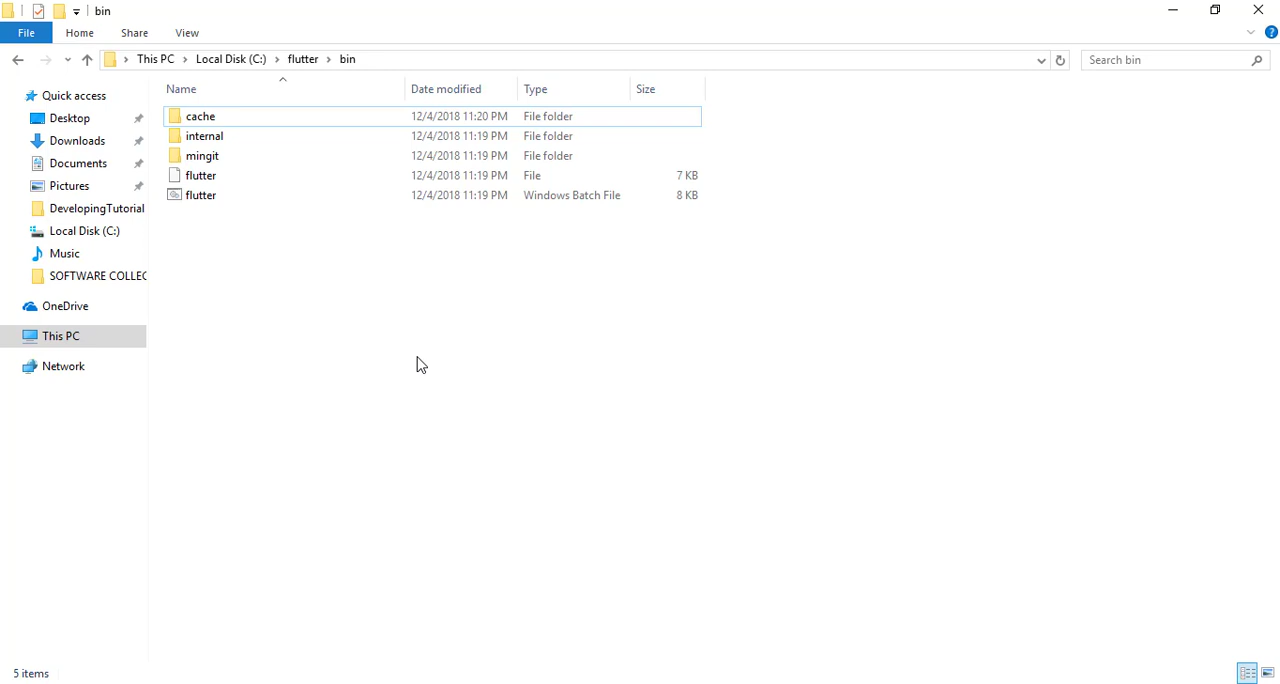 bin
File Home Share View
This PC Local Disk (C:) flutter bin
Search bin
Name Date modified Type Size
cache 12/4/2018 11:20 PM File folder
internal 12/4/2018 11:19 PM File folder
mingit 12/4/2018 11:19 PM File folder
flutter 12/4/2018 11:19 PM File 7 KB
flutter 12/4/2018 11:19 PM Windows Batch File 8 KB
Quick access
Desktop
Downloads
Documents
Pictures
DevelopingTutorial
Local Disk (C:)
Music
SOFTWARE COLLEC
OneDrive
This PC
Network
5 items